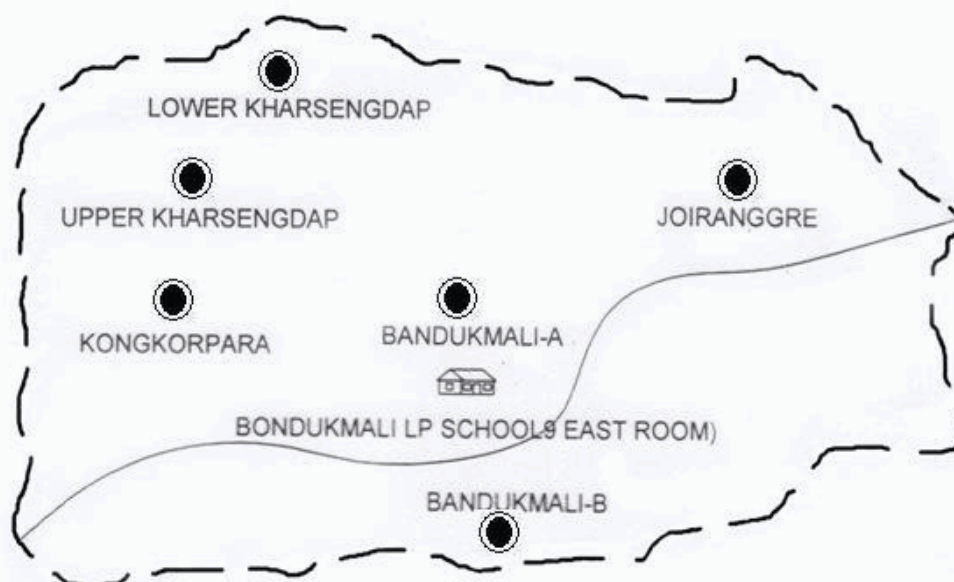 LOWER KHARSENGDAP
UPPER KHARSENGDAP
JOIRANGGRE
KONGKORPARA
BANDUKMALI-A
BONDUKMALI LP SCHOOL9 EAST ROOM)
BANDUKMALI-B